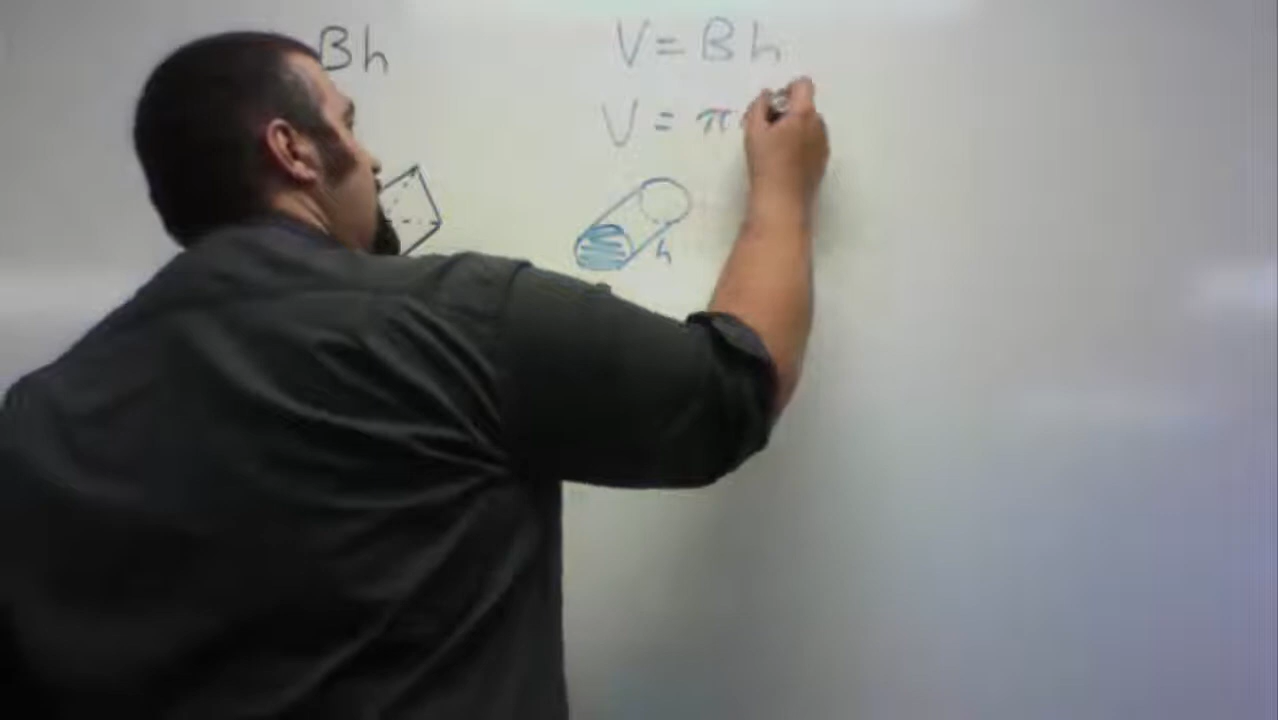 Bh
V = Bh
V = π
h